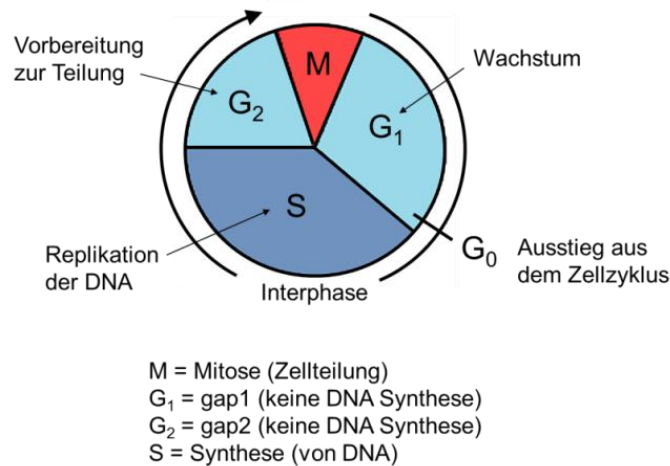 Vorbereitung
zur Teilung
M
Wachstum
G₂
G₁
S
Replikation
der DNA
G₀
Ausstieg aus
dem Zellzyklus
Interphase
M = Mitose (Zellteilung)
G₁ = gap1 (keine DNA Synthese)
G₂ = gap2 (keine DNA Synthese)
S = Synthese (von DNA)